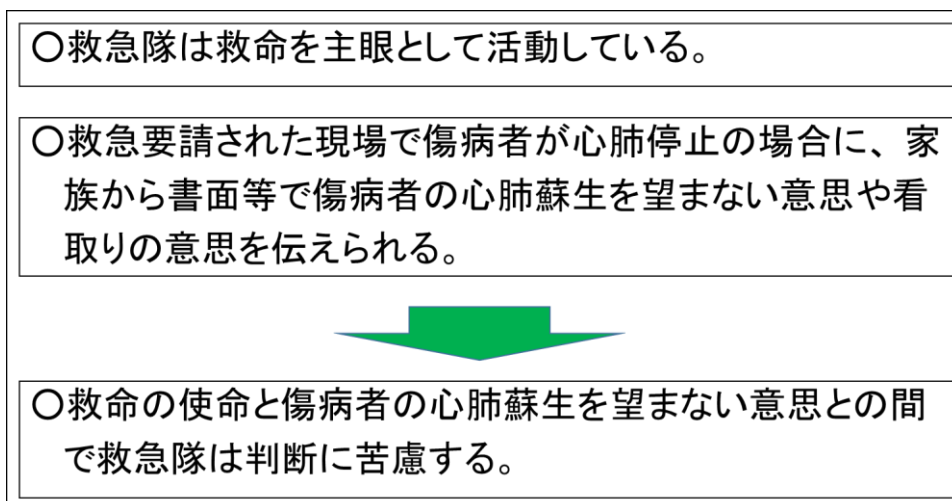 〇救急隊は救命を主眼として活動している。
〇救急要請された現場で傷病者が心肺停止の場合に、家
族から書面等で傷病者の心肺蘇生を望まない意思や看
取りの意思を伝えられる。
〇救命の使命と傷病者の心肺蘇生を望まない意思との間
で救急隊は判断に苦慮する。